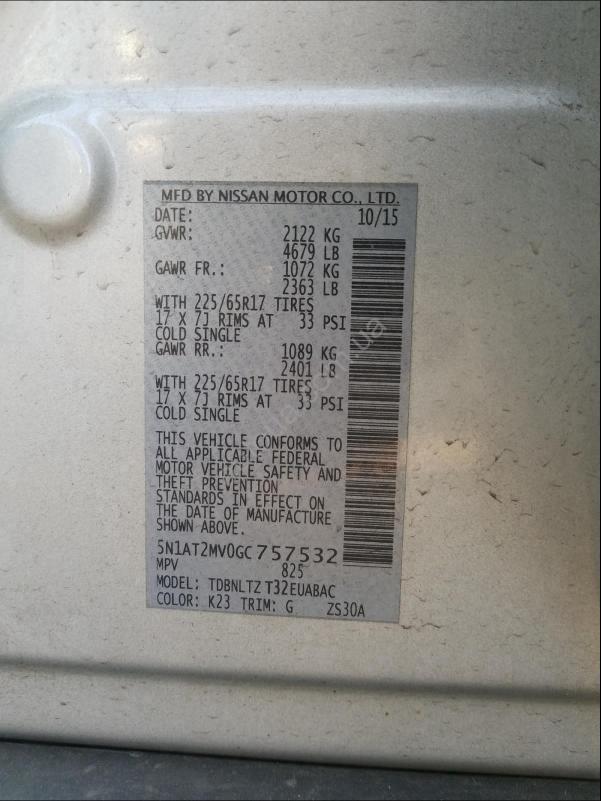 MFD BY NISSAN MOTOR CO., LTD.
DATE: 10/15
GVWR: 2122 KG
4679 LB
GAWR FR.: 1072 KG
2363 LB
WITH 225/65R17 TIRES
17 X 7J RIMS AT 33 PSI
COLD SINGLE
GAWR RR.: 1089 KG
2401 LB
WITH 225/65R17 TIRES
17 X 7J RIMS AT 33 PSI
COLD SINGLE
THIS VEHICLE CONFORMS TO
ALL APPLICABLE FEDERAL
MOTOR VEHICLE SAFETY AND
THEFT PREVENTION
STANDARDS IN EFFECT ON
THE DATE OF MANUFACTURE
SHOWN ABOVE.
5N1AT2MV0GC757532
MPV 825
MODEL: TDBNLTZ T32EUABAC
COLOR: K23 TRIM: G ZS30A